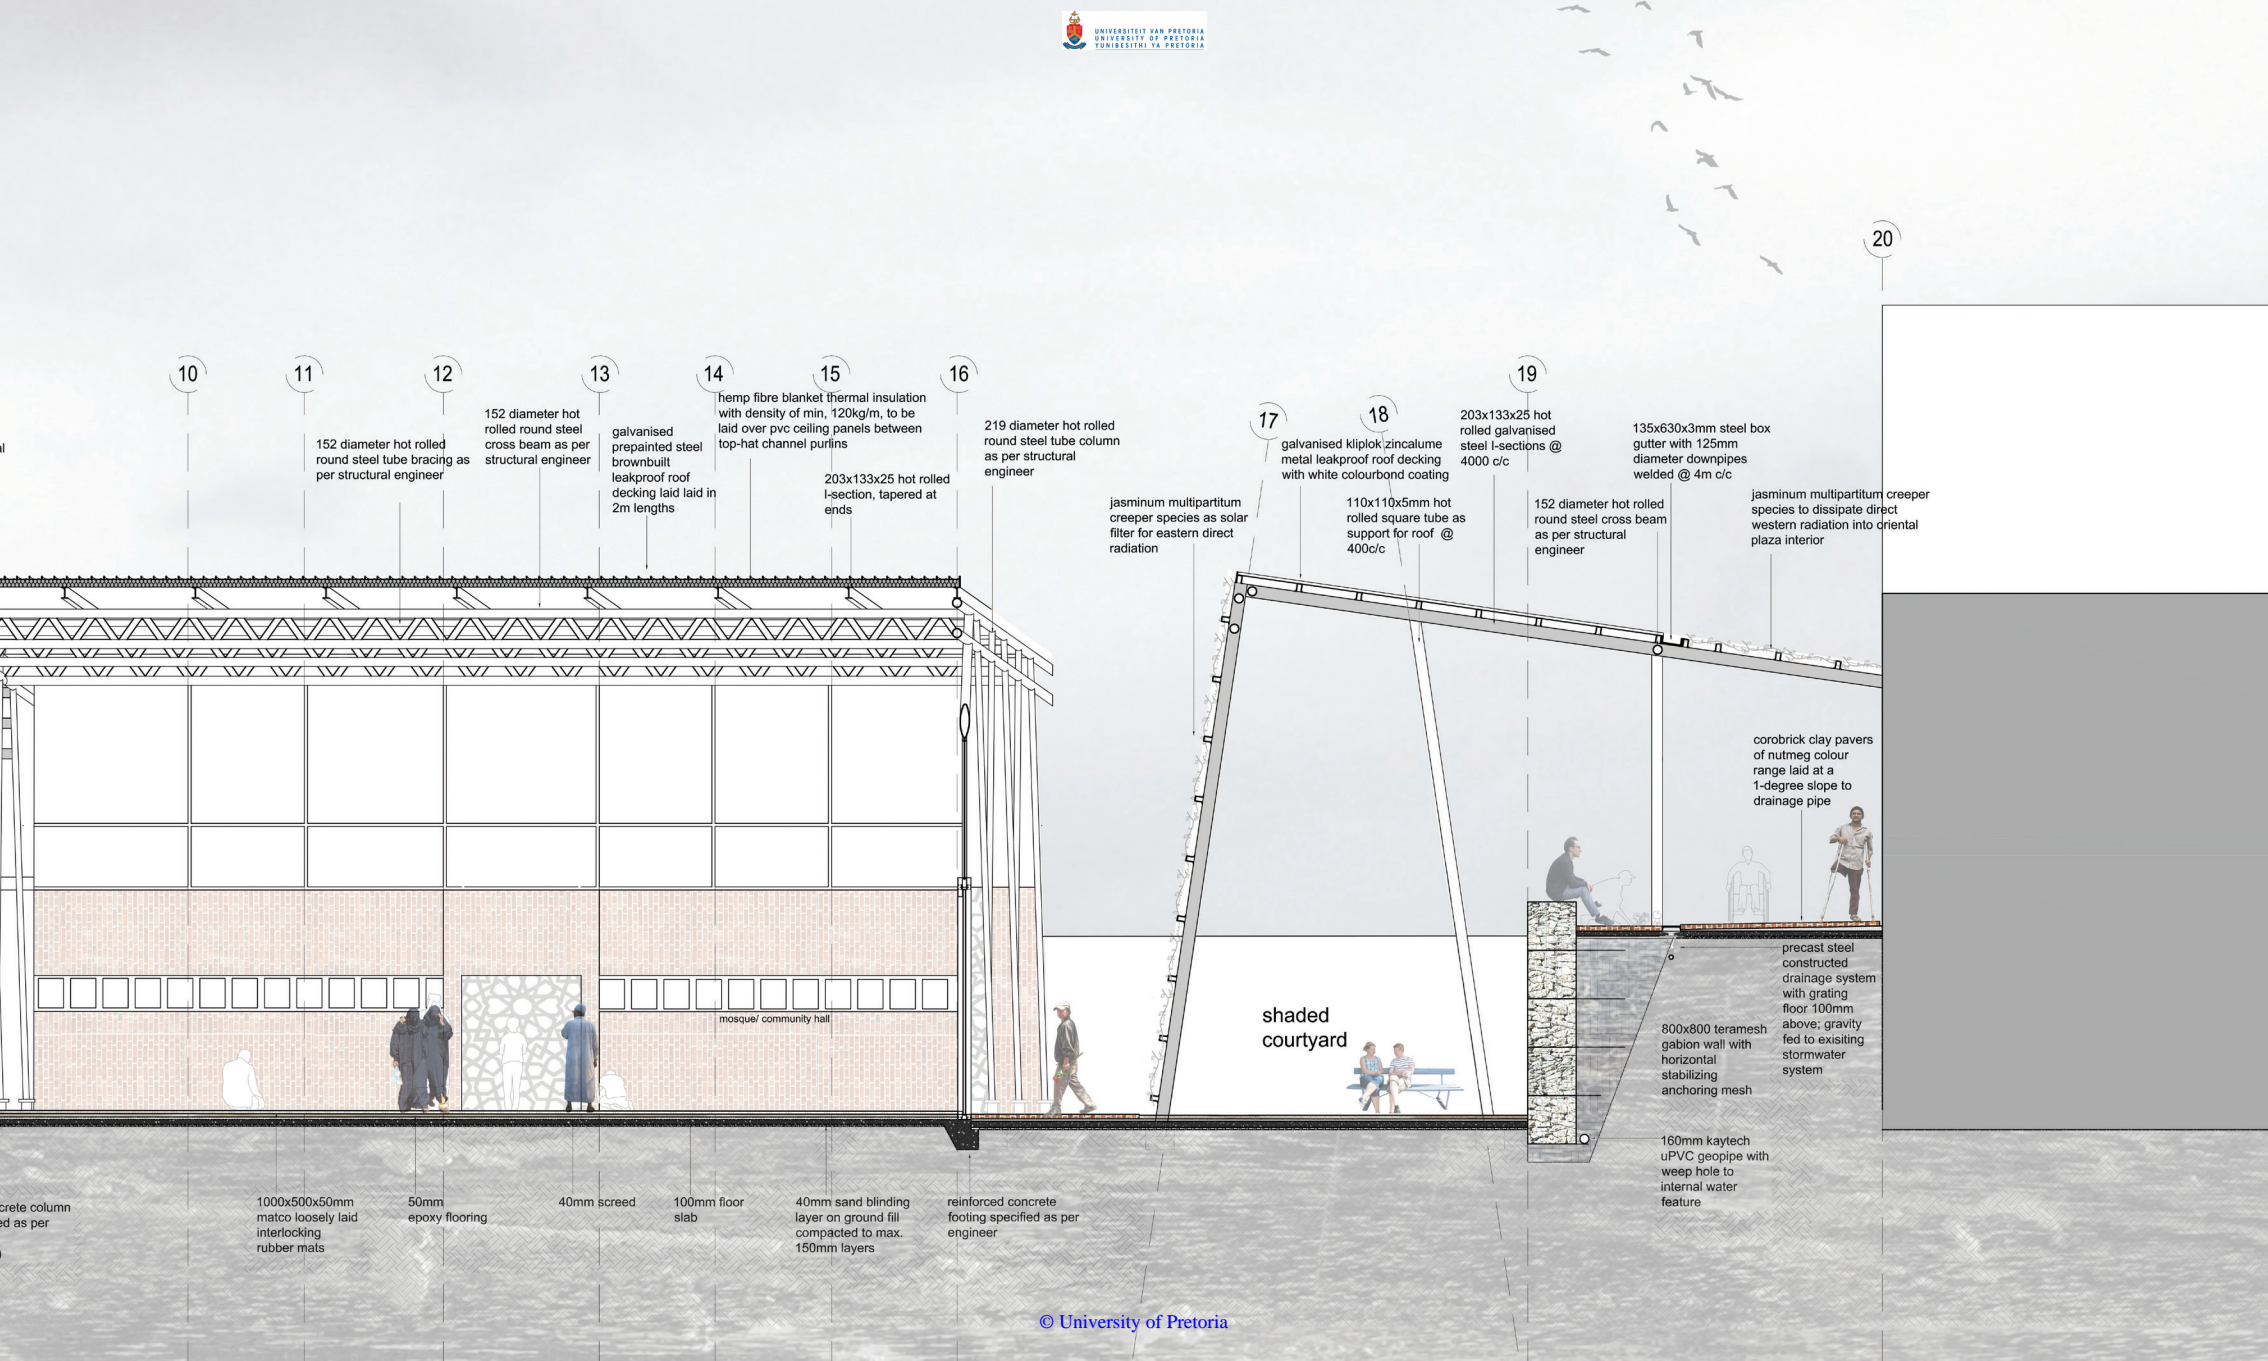 UNIVERSITEIT VAN PRETORIA
UNIVERSITY OF PRETORIA
YUNIBESITHI YA PRETORIA
20
10
11
12
13
14
15
16
17
18
19
152 diameter hot rolled
round steel tube bracing as
per structural engineer
152 diameter hot
rolled round steel
cross beam as per
structural engineer
galvanised
prepainted steel
brownbuilt
leakproof roof
decking laid laid in
2m lengths
hemp fibre blanket thermal insulation
with density of min, 120kg/m, to be
laid over pvc ceiling panels between
top-hat channel purlins
203x133x25 hot rolled
I-section, tapered at
ends
219 diameter hot rolled
round steel tube column
as per structural
engineer
jasminum multipartitum
creeper species as solar
filter for eastern direct
radiation
galvanised kliplok zincalume
metal leakproof roof decking
with white colourbond coating
110x110x5mm hot
rolled square tube as
support for roof @
400c/c
203x133x25 hot
rolled galvanised
steel I-sections @
4000 c/c
152 diameter hot rolled
round steel cross beam
as per structural
engineer
135x630x3mm steel box
gutter with 125mm
diameter downpipes
welded @ 4m c/c
jasminum multipartitum creeper
species to dissipate direct
western radiation into oriental
plaza interior
corobrick clay pavers
of nutmeg colour
range laid at a
1-degree slope to
drainage pipe
mosque/ community hall
shaded
courtyard
precast steel
constructed
drainage system
with grating
floor 100mm
above; gravity
fed to exisiting
stormwater
system
800x800 teramesh
gabion wall with
horizontal
stabilizing
anchoring mesh
160mm kaytech
uPVC geopipe with
weep hole to
internal water
feature
crete column
ed as per
1000x500x50mm
matco loosely laid
interlocking
rubber mats
50mm
epoxy flooring
40mm screed
100mm floor
slab
40mm sand blinding
layer on ground fill
compacted to max.
150mm layers
reinforced concrete
footing specified as per
engineer
© University of Pretoria